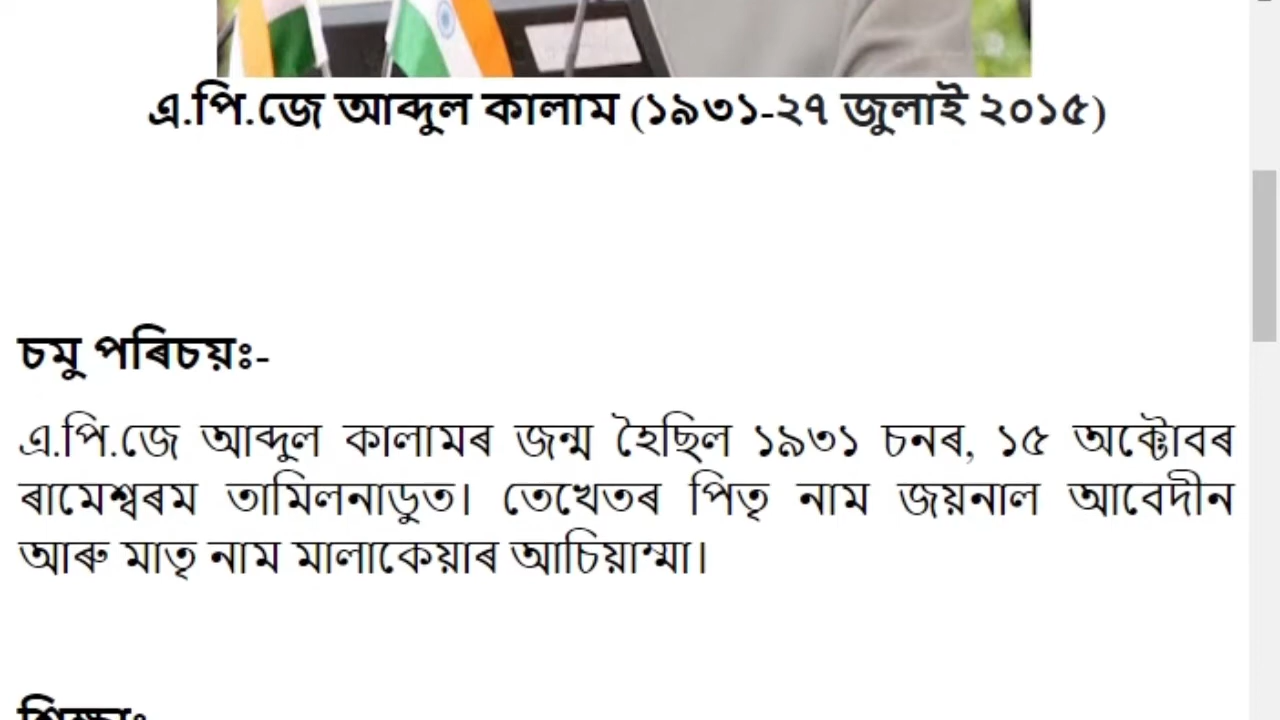 এ.পি.জে আব্দুল কালাম (১৯৩১-২৭ জুলাই ২০১৫)
চমু পৰিচয়ঃ-
এ.পি.জে আব্দুল কালামৰ জন্ম হৈছিল ১৯৩১ চনৰ, ১৫ অক্টোবৰ
ৰামেশ্বৰম তামিলনাডুত। তেখেতৰ পিতৃ নাম জয়নাল আবেদীন
আৰু মাতৃ নাম মালাকেয়াৰ আচিয়াম্মা।
শিক্ষাঃ